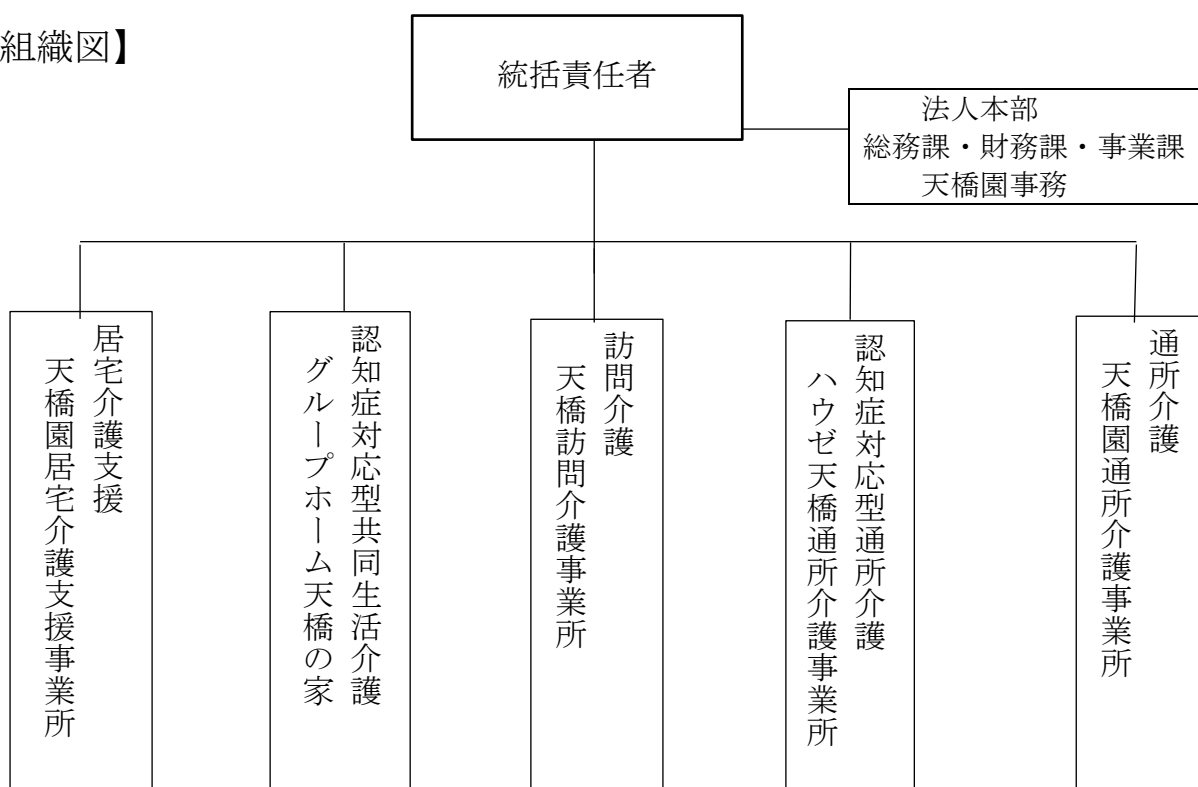 組織図】
統括責任者
法人本部
総務課・財務課・事業課
天橋園事務
居宅介護支援
天橋園居宅介護支援事業所
認知症対応型共同生活介護
グループホーム天橋の家
訪問介護
天橋訪問介護事業所
認知症対応型通所介護
ハウゼ天橋通所介護事業所
通所介護
天橋園通所介護事業所